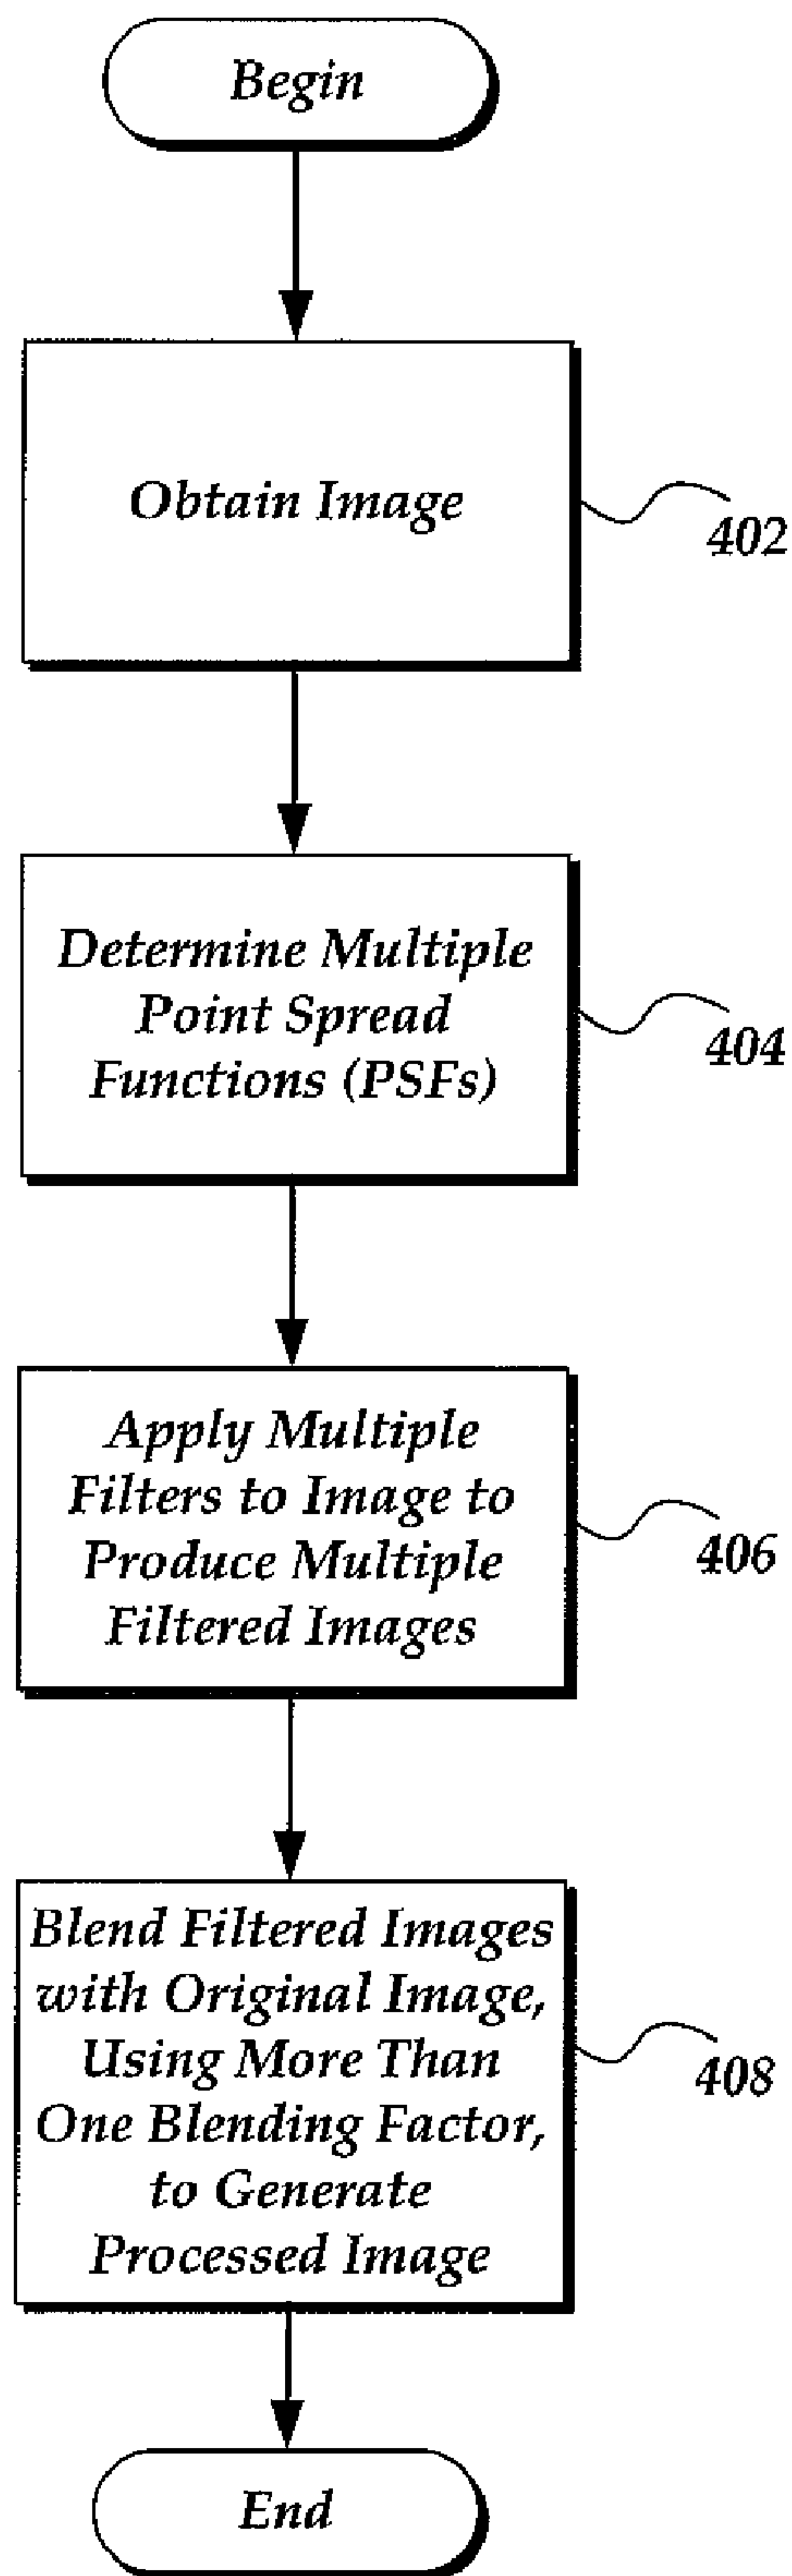 Begin
Obtain Image
402
Determine Multiple
Point Spread
Functions (PSFs)
404
Apply Multiple
Filters to Image to
Produce Multiple
Filtered Images
406
Blend Filtered Images
with Original Image,
Using More Than
One Blending Factor,
to Generate
Processed Image
408
End